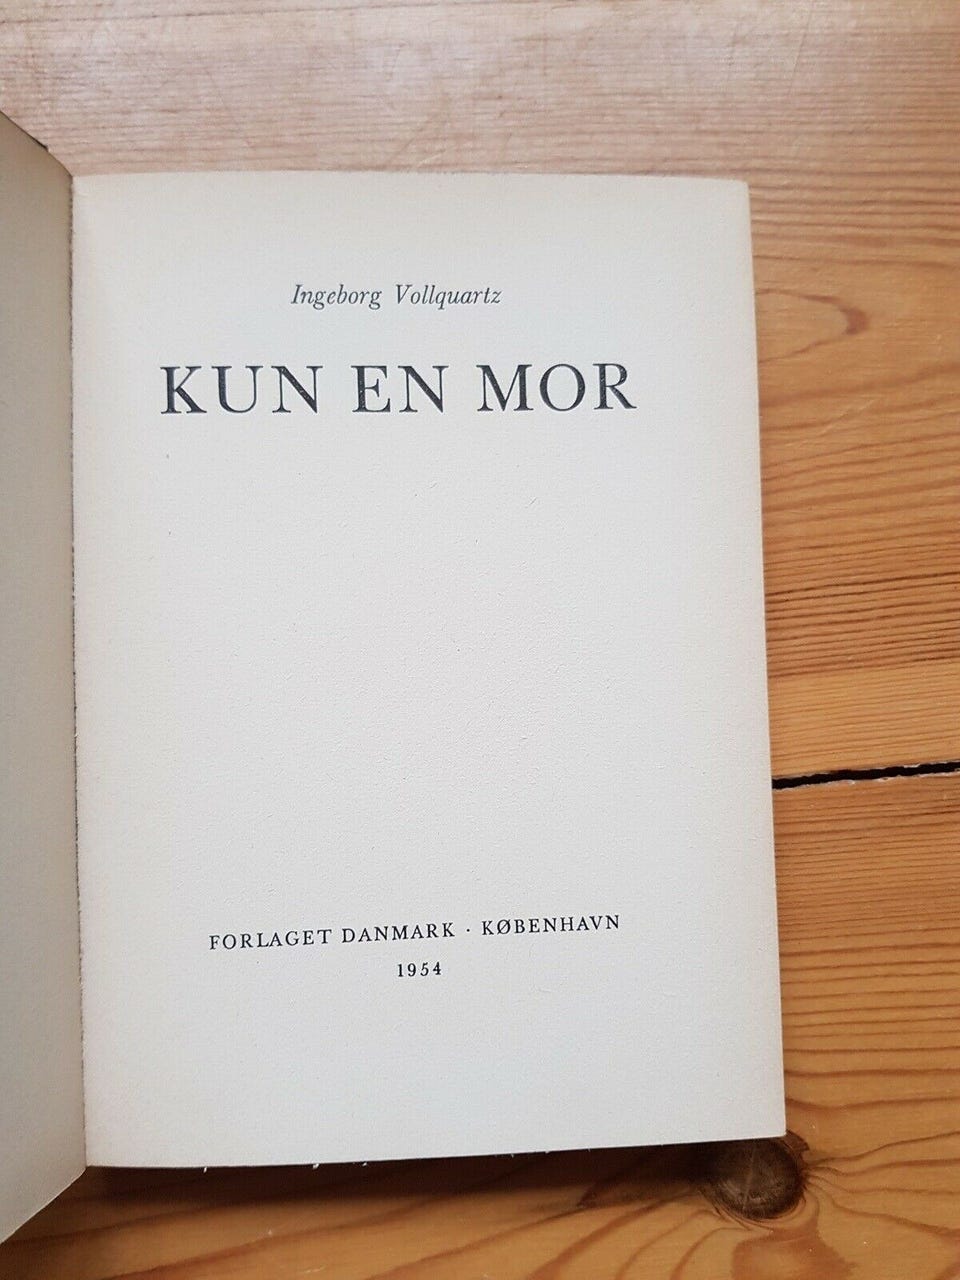 Ingeborg Vollquartz
KUN EN MOR
FORLAGET DANMARK · KØBENHAVN
1954